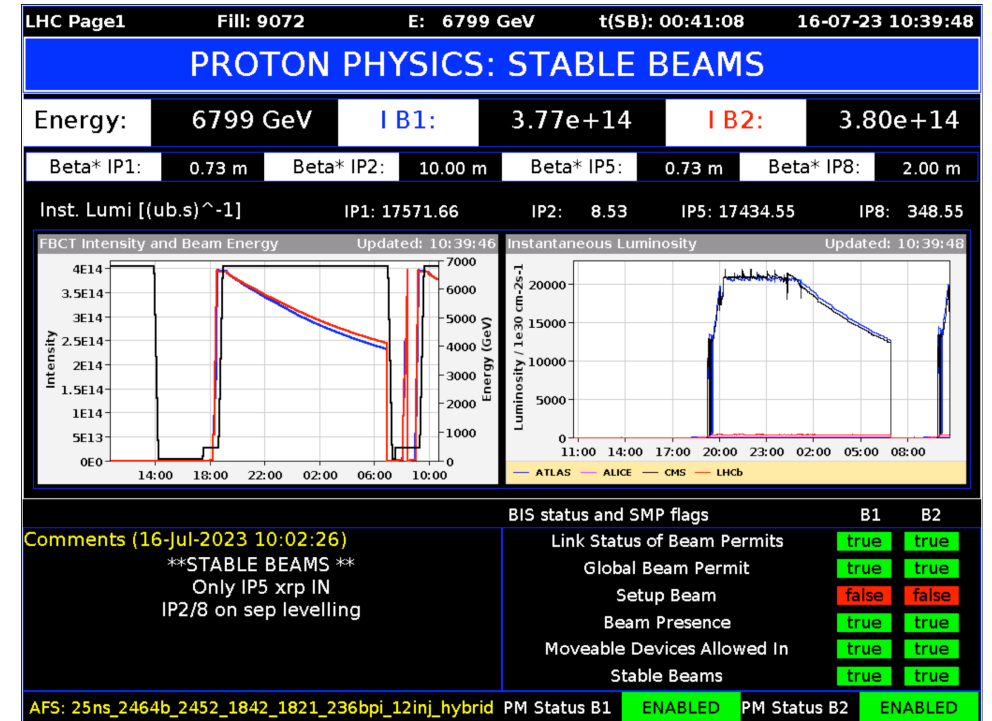 LHC Page1 Fill: 9072 E: 6799 GeV t(SB): 00:41:08 16-07-23 10:39:48
PROTON PHYSICS: STABLE BEAMS
Energy: 6799 GeV I B1: 3.77e+14 I B2: 3.80e+14
Beta* IP1: 0.73 m Beta* IP2: 10.00 m Beta* IP5: 0.73 m Beta* IP8: 2.00 m
Inst. Lumi [(ub.s)^-1] IP1: 17571.66 IP2: 8.53 IP5: 17434.55 IP8: 348.55
FBCT Intensity and Beam Energy Updated: 10:39:46
4E14
3.5E14
3E14
2.5E14
2E14
1.5E14
1E14
5E13
0E0
Intensity
7000
6000
5000
4000
3000
2000
1000
0
Energy (GeV)
14:00 18:00 22:00 02:00 06:00 10:00
Instantaneous Luminosity Updated: 10:39:48
Luminosity / 1e30 cm-2s-1
20000
15000
10000
5000
0
11:00 14:00 17:00 20:00 23:00 02:00 05:00 08:00
ATLAS ALICE CMS LHCb
Comments (16-Jul-2023 10:02:26)
**STABLE BEAMS **
Only IP5 xrp IN
IP2/8 on sep levelling
BIS status and SMP flags B1 B2
Link Status of Beam Permits true true
Global Beam Permit true true
Setup Beam false false
Beam Presence true true
Moveable Devices Allowed In true true
Stable Beams true true
AFS: 25ns_2464b_2452_1842_1821_236bpi_12inj_hybrid PM Status B1 ENABLED PM Status B2 ENABLED